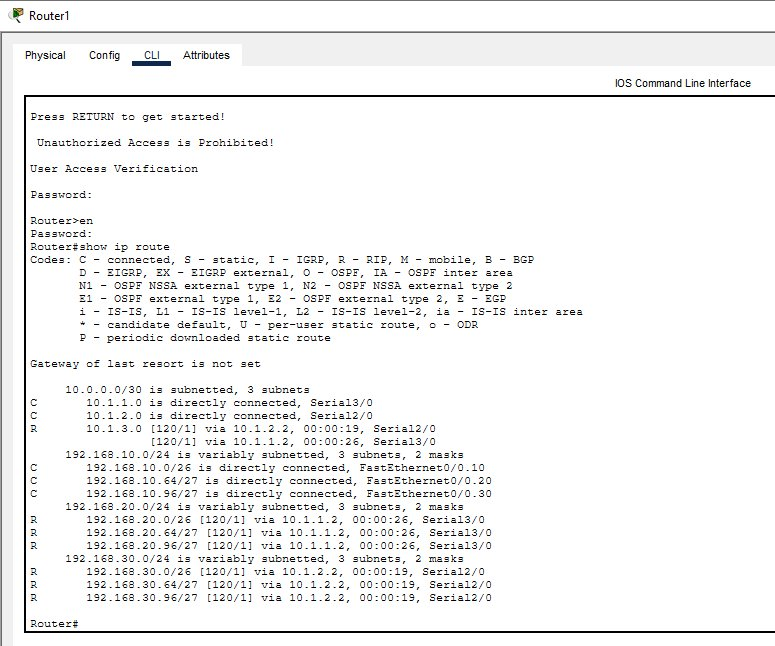 Router1
Physical Config CLI Attributes
IOS Command Line Interface
Press RETURN to get started!
Unauthorized Access is Prohibited!
User Access Verification
Password:
Router>en
Password:
Router#show ip route
Codes: C - connected, S - static, I - IGRP, R - RIP, M - mobile, B - BGP
D - EIGRP, EX - EIGRP external, O - OSPF, IA - OSPF inter area
N1 - OSPF NSSA external type 1, N2 - OSPF NSSA external type 2
E1 - OSPF external type 1, E2 - OSPF external type 2, E - EGP
i - IS-IS, L1 - IS-IS level-1, L2 - IS-IS level-2, ia - IS-IS inter area
* - candidate default, U - per-user static route, o - ODR
P - periodic downloaded static route
Gateway of last resort is not set
10.0.0.0/30 is subnetted, 3 subnets
C 10.1.1.0 is directly connected, Serial3/0
C 10.1.2.0 is directly connected, Serial2/0
R 10.1.3.0 [120/1] via 10.1.2.2, 00:00:19, Serial2/0
[120/1] via 10.1.1.2, 00:00:26, Serial3/0
192.168.10.0/24 is variably subnetted, 3 subnets, 2 masks
C 192.168.10.0/26 is directly connected, FastEthernet0/0.10
C 192.168.10.64/27 is directly connected, FastEthernet0/0.20
C 192.168.10.96/27 is directly connected, FastEthernet0/0.30
192.168.20.0/24 is variably subnetted, 3 subnets, 2 masks
R 192.168.20.0/26 [120/1] via 10.1.1.2, 00:00:26, Serial3/0
R 192.168.20.64/27 [120/1] via 10.1.1.2, 00:00:26, Serial3/0
R 192.168.20.96/27 [120/1] via 10.1.1.2, 00:00:26, Serial3/0
192.168.30.0/24 is variably subnetted, 3 subnets, 2 masks
R 192.168.30.0/26 [120/1] via 10.1.2.2, 00:00:19, Serial2/0
R 192.168.30.64/27 [120/1] via 10.1.2.2, 00:00:19, Serial2/0
R 192.168.30.96/27 [120/1] via 10.1.2.2, 00:00:19, Serial2/0
Router#